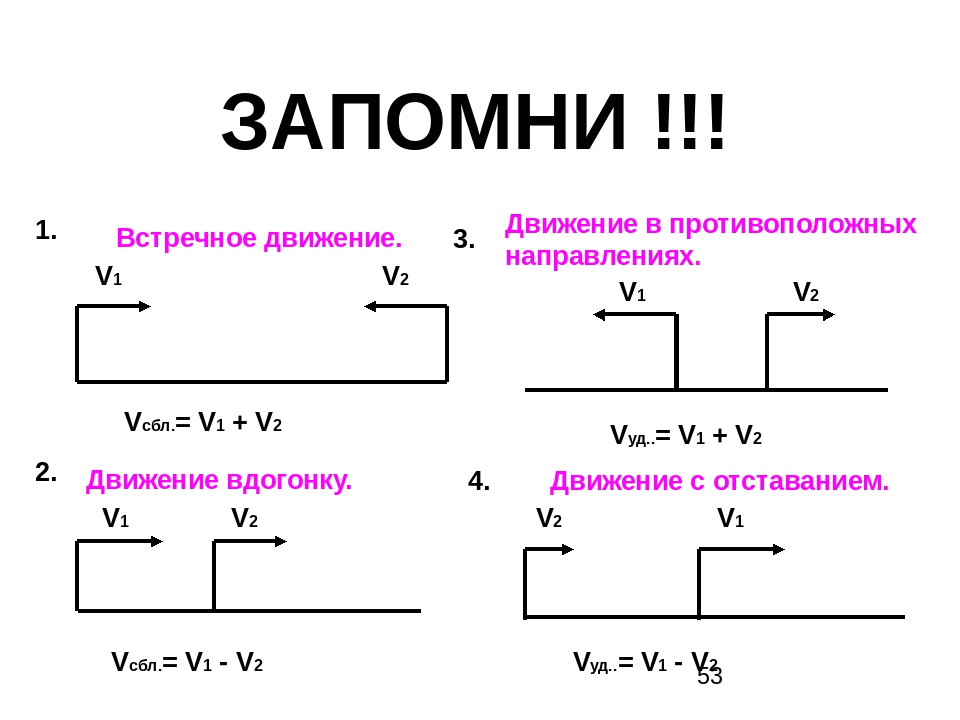 ЗАПОМНИ !!!
1.
Встречное движение.
V1 V2
Vсбл.= V1 + V2
2.
Движение вдогонку.
V1 V2
Vсбл.= V1 - V2
3.
Движение в противоположных
направлениях.
V1 V2
Vуд..= V1 + V2
4.
Движение с отставанием.
V2 V1
Vуд..= V1 - V2
53